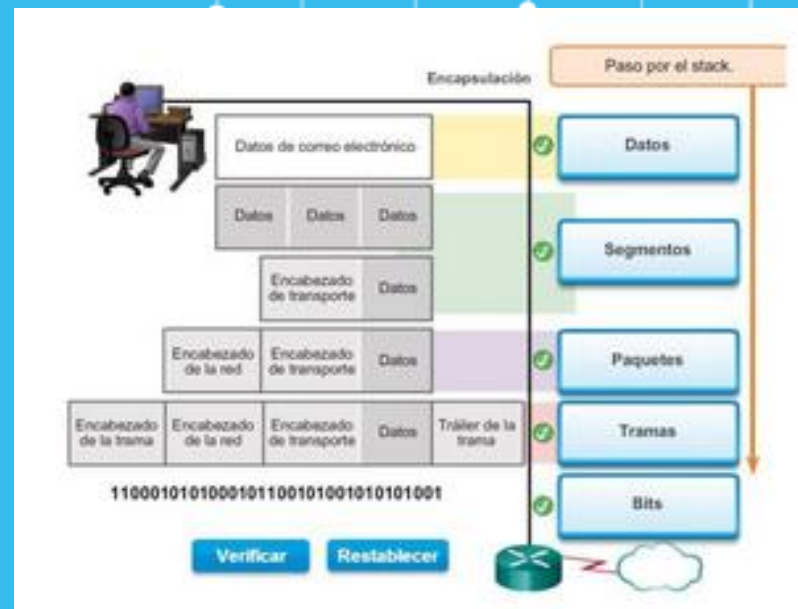 Encapsulación
Paso por el stack.
Datos de correo electrónico
Datos
Datos
Datos
Datos
Segmentos
Encabezado
de transporte
Datos
Encabezado
de la red
Encabezado
de transporte
Datos
Paquetes
Encabezado
de la trama
Encabezado
de la red
Encabezado
de transporte
Datos
Tráiler de la
trama
Tramas
1100010101000101100101001010101001
Bits
Verificar
Restablecer